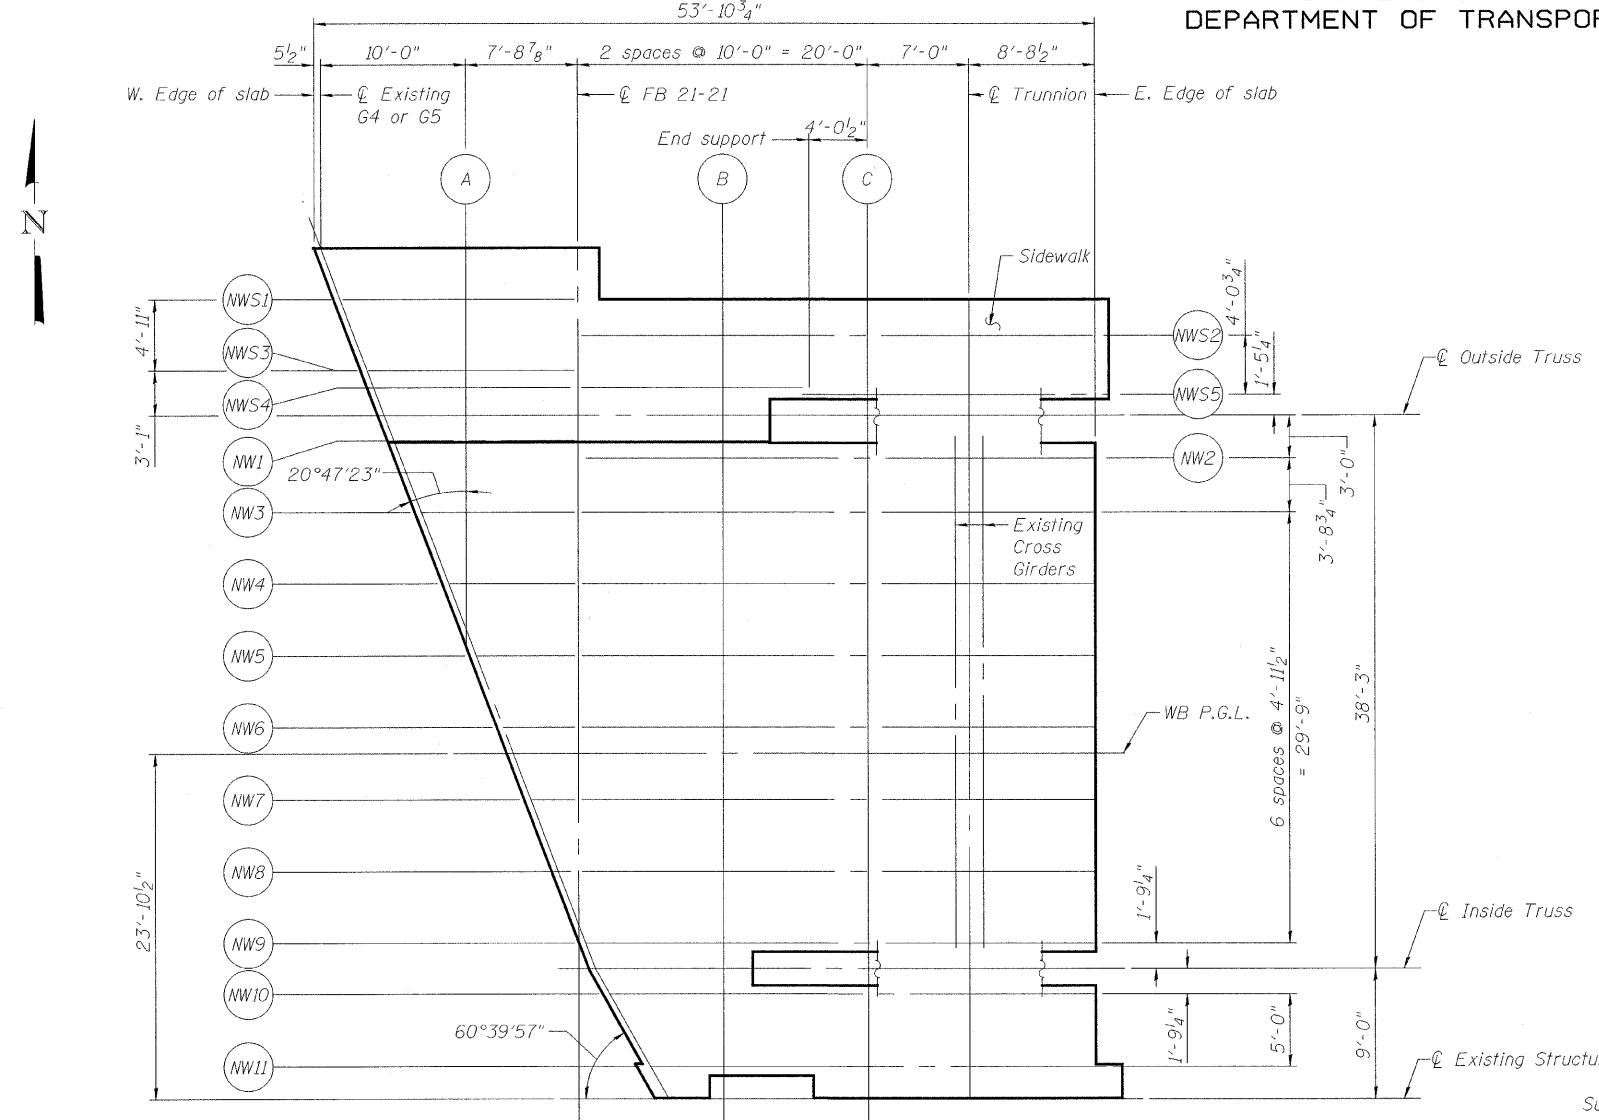 53'-10¾"
DEPARTMENT OF
5½"
10'-0"
7'-8⅞"
2 spaces @ 10'-0" = 20'-0"
7'-0"
8'-8½"
W. Edge of slab
℄ Existing
G4 or G5
℄ FB 21-21
℄ Trunnion
E. Edge of slab
End support
4'-0½"
A
B
C
N
Sidewalk
NWS1
4'-11"
NWS2
4'-0¾"
NWS3
1'-5¼"
℄ Outside Truss
NWS4
NWS5
3'-1"
NW1
NW2
20°47'23"
3'-0"
NW3
3'-8¾"
Existing
Cross
Girders
NW4
NW5
6 spaces @ 4'-11½"
= 29'-9"
38'-3"
NW6
WB P.G.L.
NW7
NW8
23'-10½"
1'-9¼"
℄ Inside Truss
NW9
NW10
60°39'57"
1'-9¼"
5'-0"
9'-0"
NW11
℄ Existing